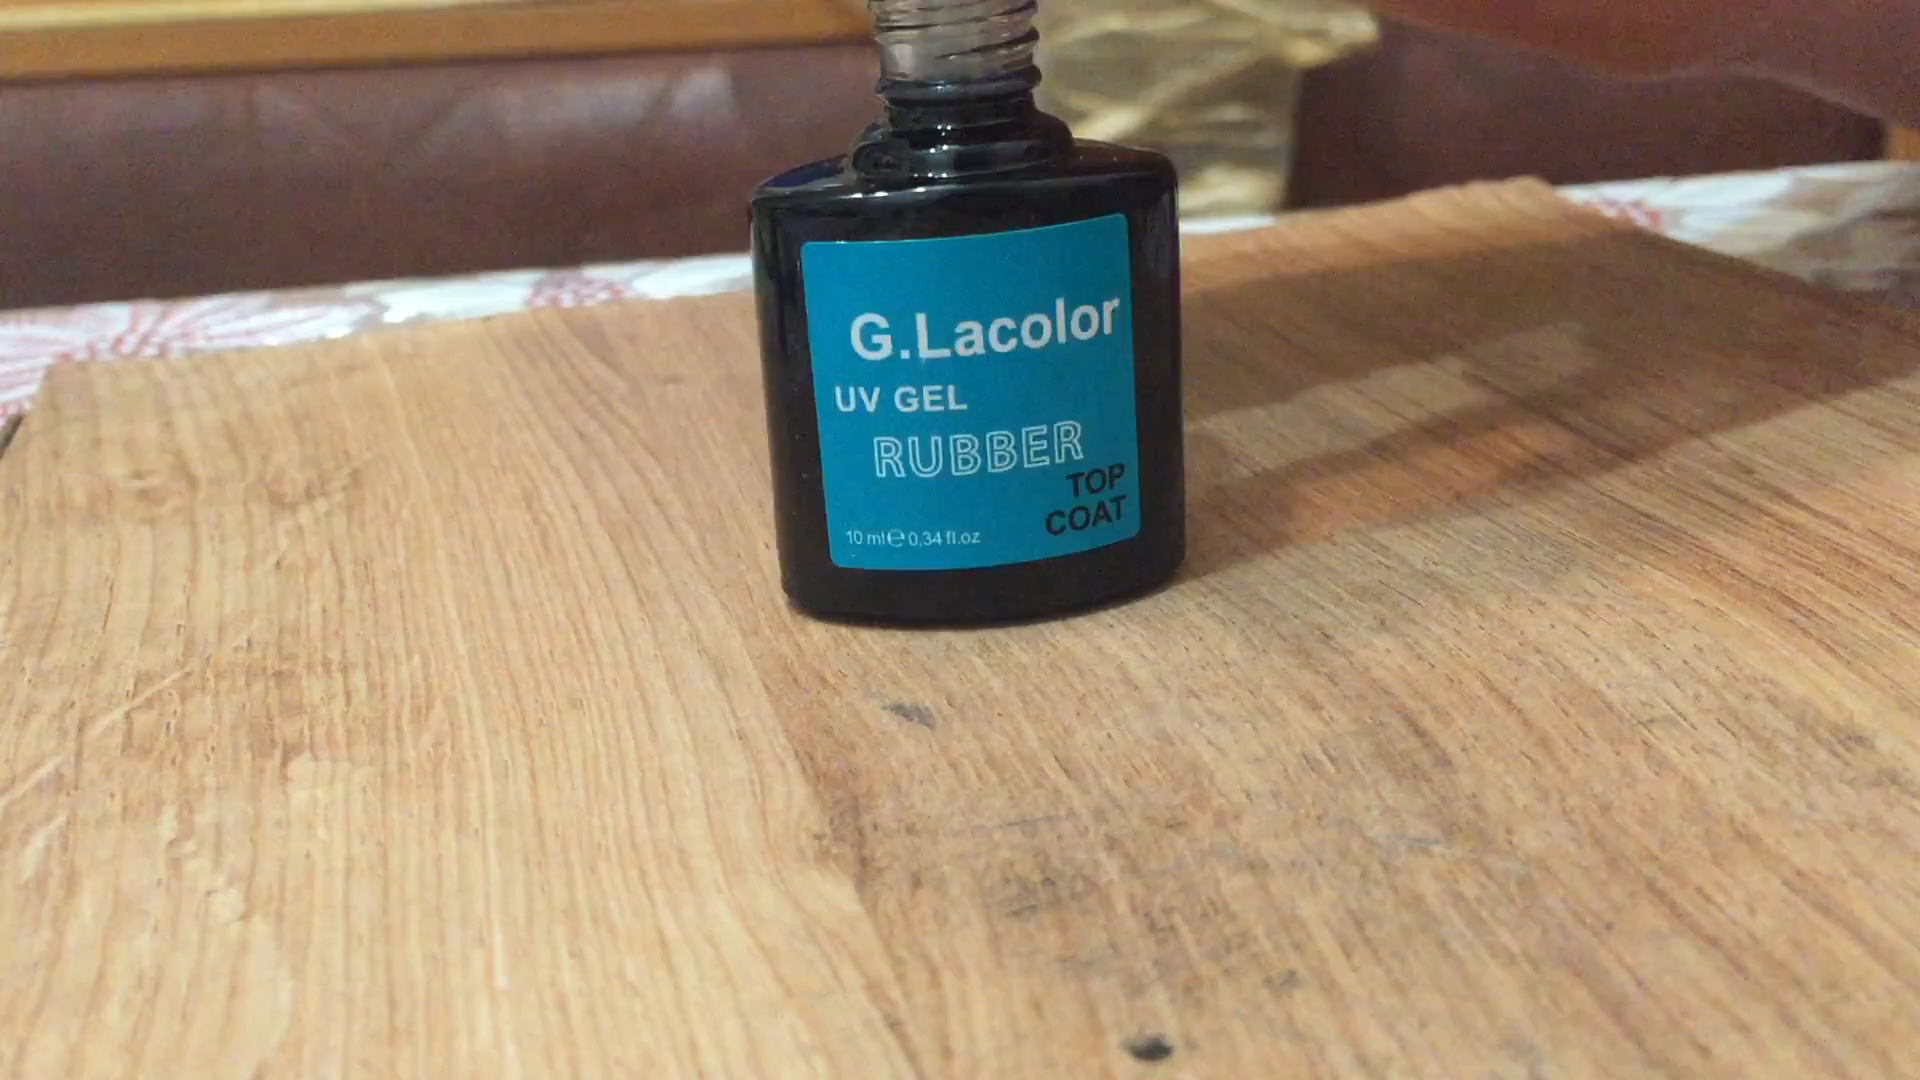 G.Lacolor
UV GEL
RUBBER
TOP
COAT
10 ml ℮ 0,34 fl.oz